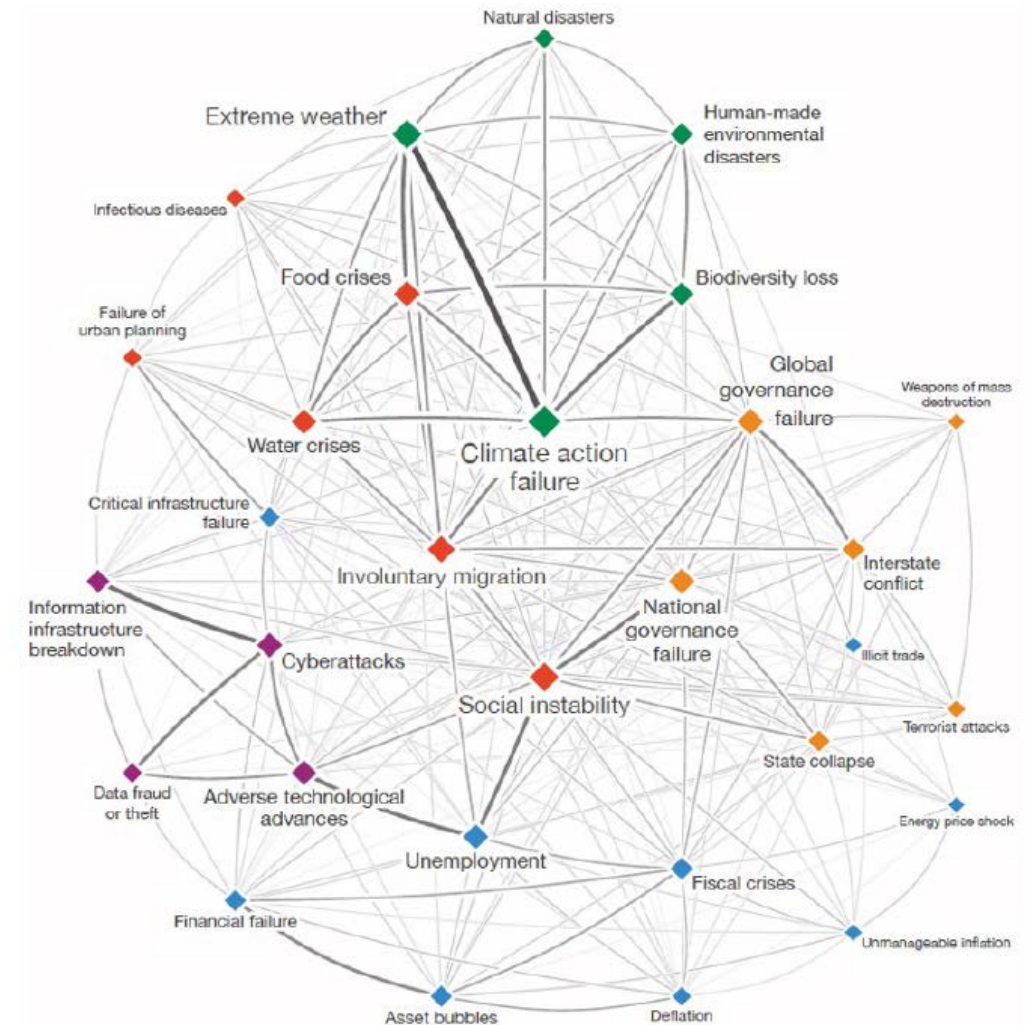 Natural disasters
Extreme weather
Human-made
environmental
disasters
Infectious diseases
Food crises
Biodiversity loss
Failure of
urban planning
Global
governance
failure
Weapons of mass
destruction
Water crises
Climate action
failure
Critical infrastructure
failure
Involuntary migration
Interstate
conflict
Information
infrastructure
breakdown
National
governance
failure
Cyberattacks
Illicit trade
Social instability
Terrorist attacks
State collapse
Data fraud
or theft
Adverse technological
advances
Energy price shock
Unemployment
Fiscal crises
Financial failure
Unmanageable inflation
Asset bubbles
Deflation